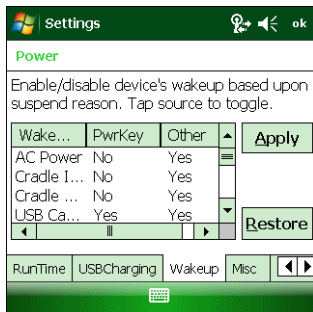 Settings
ok
Power
Enable/disable device's wakeup based upon
suspend reason. Tap source to toggle.
Wake... PwrKey Other
Apply
AC Power No Yes
Cradle I... No Yes
Cradle ... No Yes
USB Ca... Yes Yes
Restore
RunTime USBCharging Wakeup Misc